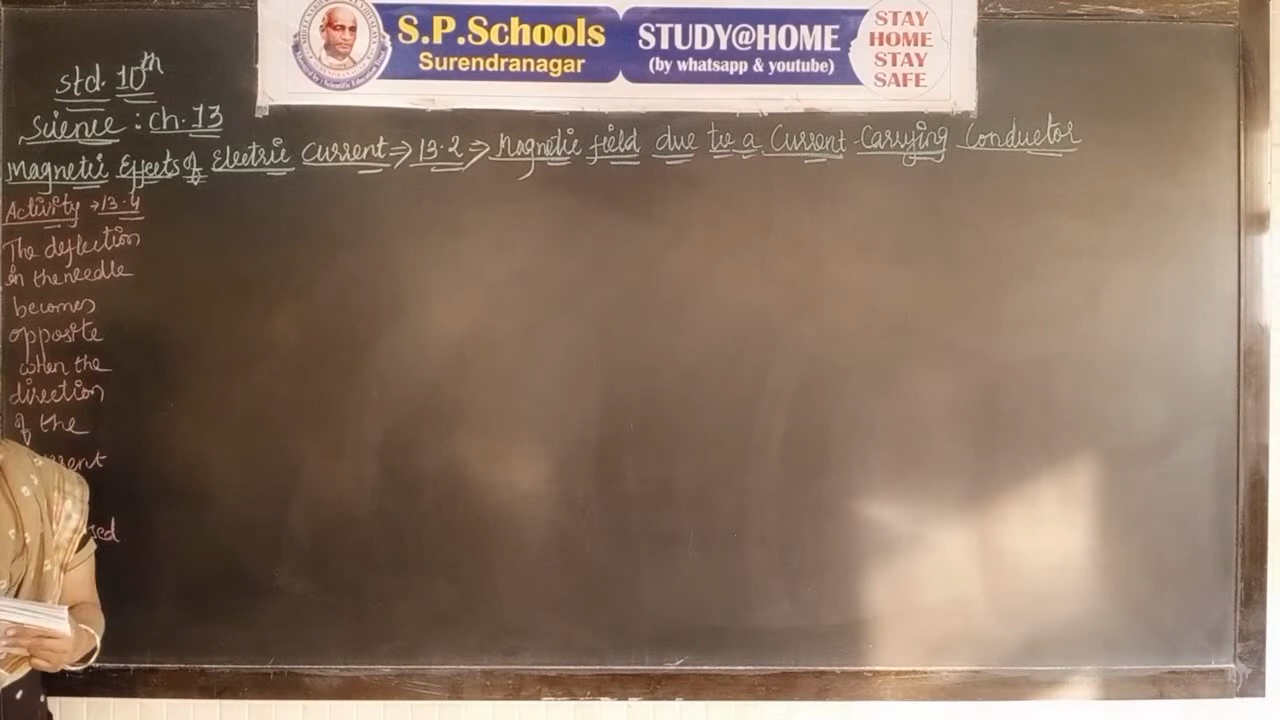 S.P.Schools
Surendranagar
STUDY@HOME
(by whatsapp & youtube)
STAY
HOME
STAY
SAFE
Std. 10th
Science : Ch. 13
Magnetic Effects of Electric Current => 13.2 => Magnetic field due to a Current-Carrying Conductor
Activity → 13.4
The deflection
in the needle
becomes
opposite
when the
direction
of the